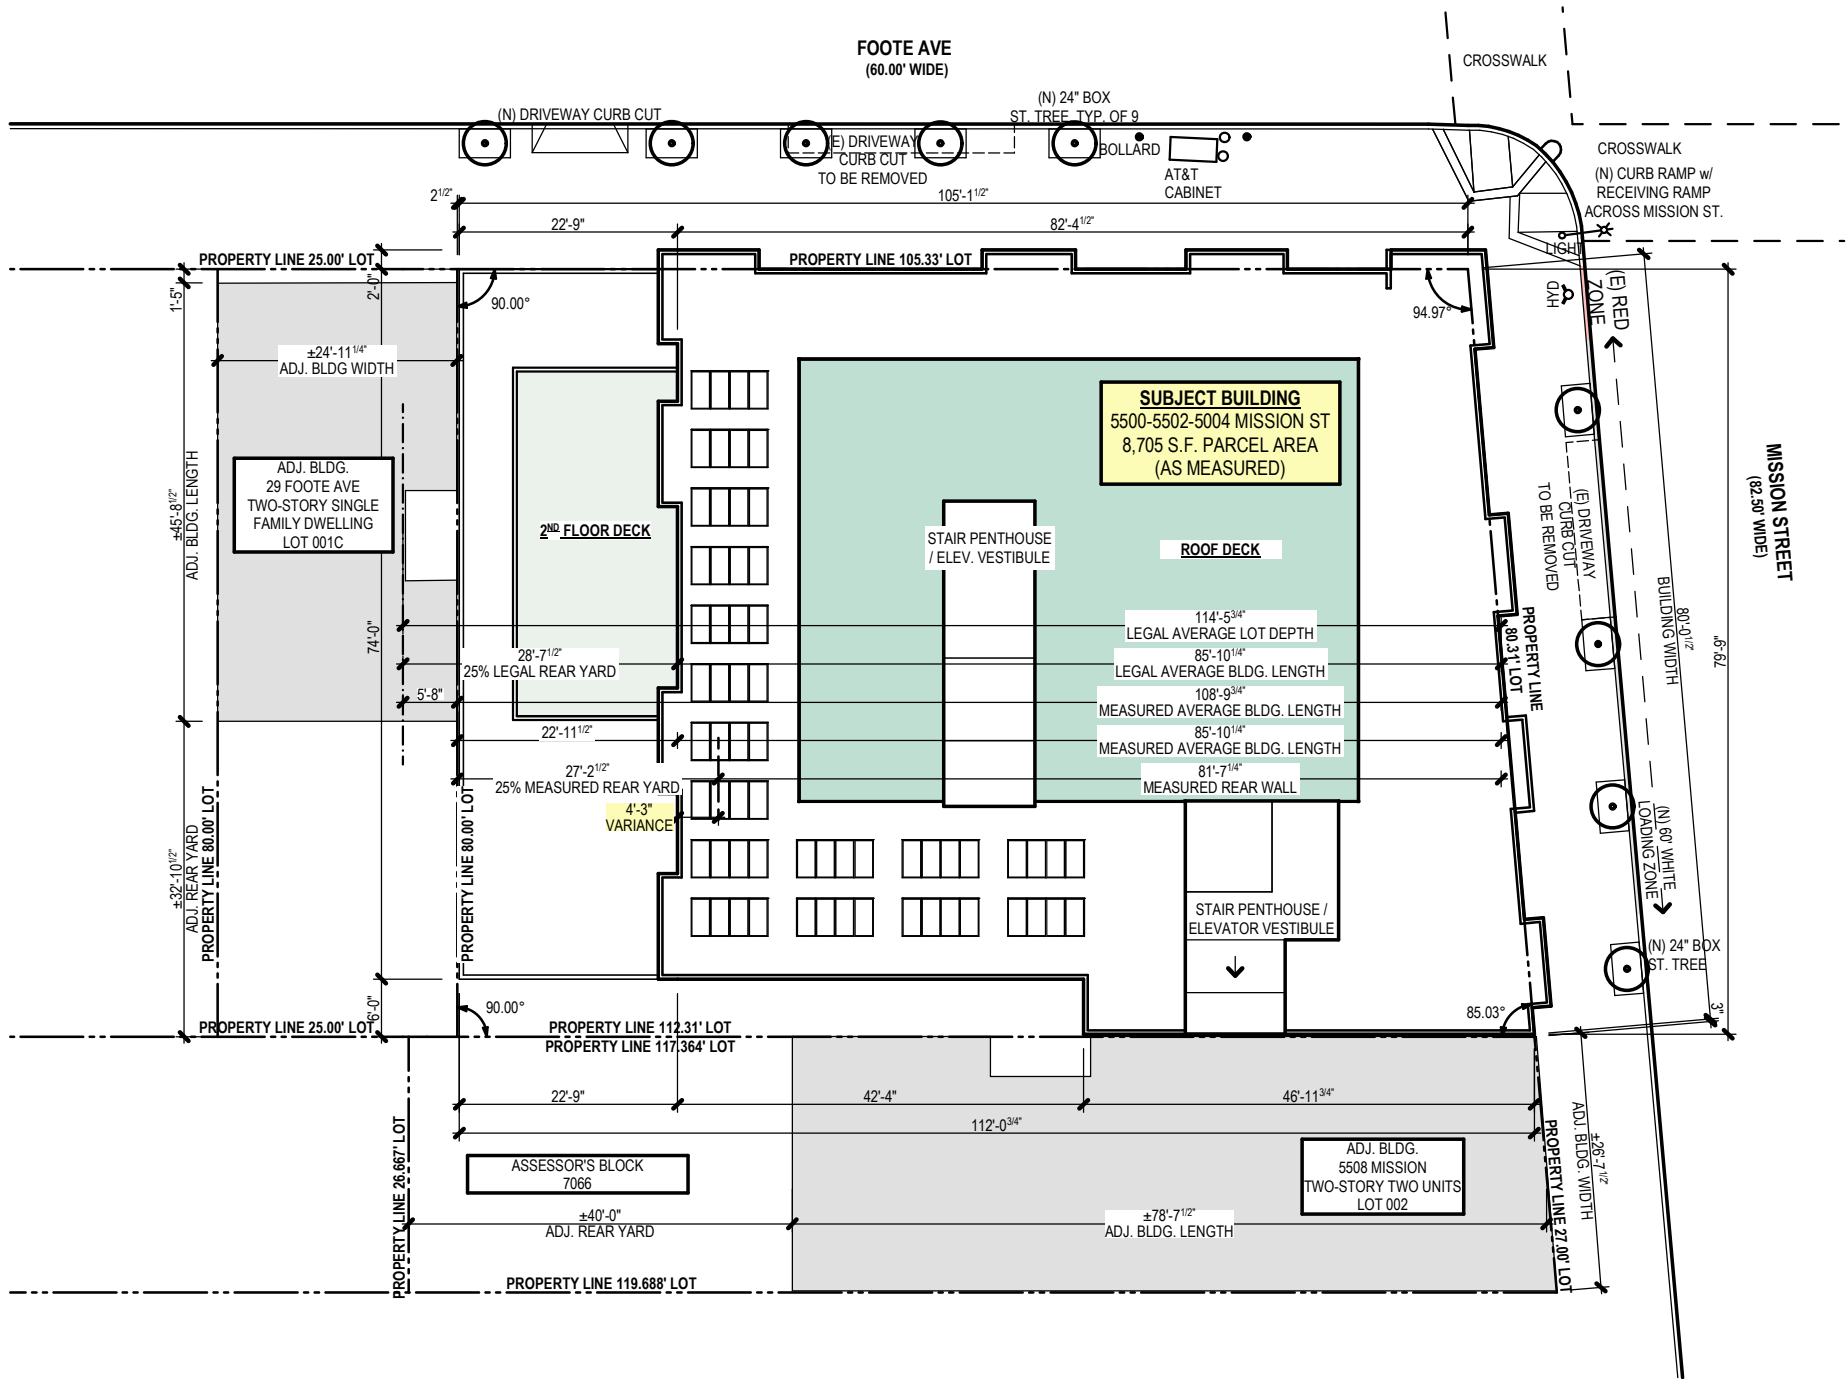 FOOTE AVE
(60.00' WIDE)
CROSSWALK
(N) DRIVEWAY CURB CUT
(N) 24" BOX
ST. TREE, TYP. OF 9
(E) DRIVEWAY
CURB CUT
TO BE REMOVED
BOLLARD
AT&T
CABINET
CROSSWALK
(N) CURB RAMP w/
RECEIVING RAMP
ACROSS MISSION ST.
LIGHT
2 1/2"
105'-1 1/2"
22'-9"
82'-4 1/2"
PROPERTY LINE 25.00' LOT
PROPERTY LINE 105.33' LOT
1'-5"
2'-0"
90.00°
94.97°
HYD
(E) RED
ZONE
±24'-11 1/4"
ADJ. BLDG WIDTH
SUBJECT BUILDING
5500-5502-5004 MISSION ST
8,705 S.F. PARCEL AREA
(AS MEASURED)
MISSION STREET
(82.50' WIDE)
ADJ. BLDG.
29 FOOTE AVE
TWO-STORY SINGLE
FAMILY DWELLING
LOT 001C
±45'-8 1/2"
ADJ. BLDG. LENGTH
2ND FLOOR DECK
STAIR PENTHOUSE
/ ELEV. VESTIBULE
ROOF DECK
(E) DRIVEWAY
CURB CUT
TO BE REMOVED
80'-0 1/2"
BUILDING WIDTH
79'-9"
74'-0"
114'-5 3/4"
LEGAL AVERAGE LOT DEPTH
28'-7 1/2"
25% LEGAL REAR YARD
85'-10 1/4"
LEGAL AVERAGE BLDG. LENGTH
5'-8"
108'-9 3/4"
MEASURED AVERAGE BLDG. LENGTH
22'-11 1/2"
85'-10 1/4"
MEASURED AVERAGE BLDG. LENGTH
27'-2 1/2"
25% MEASURED REAR YARD
81'-7 1/4"
MEASURED REAR WALL
4'-3"
VARIANCE
PROPERTY LINE
80.31' LOT
(N) 60' WHITE
LOADING ZONE
±32'-10 1/2"
ADJ. REAR YARD
PROPERTY LINE 80.00' LOT
PROPERTY LINE 80.00' LOT
STAIR PENTHOUSE /
ELEVATOR VESTIBULE
(N) 24" BOX
ST. TREE
3"
6'-0"
90.00°
85.03°
PROPERTY LINE 25.00' LOT
PROPERTY LINE 112.31' LOT
PROPERTY LINE 117.364' LOT
22'-9"
42'-4"
46'-11 3/4"
112'-0 3/4"
PROPERTY LINE 26.667' LOT
ASSESSOR'S BLOCK
7066
ADJ. BLDG.
5508 MISSION
TWO-STORY TWO UNITS
LOT 002
±26'-7 1/2"
ADJ. BLDG. WIDTH
PROPERTY LINE 27.00' LOT
±40'-0"
ADJ. REAR YARD
±78'-7 1/2"
ADJ. BLDG. LENGTH
PROPERTY LINE 119.688' LOT